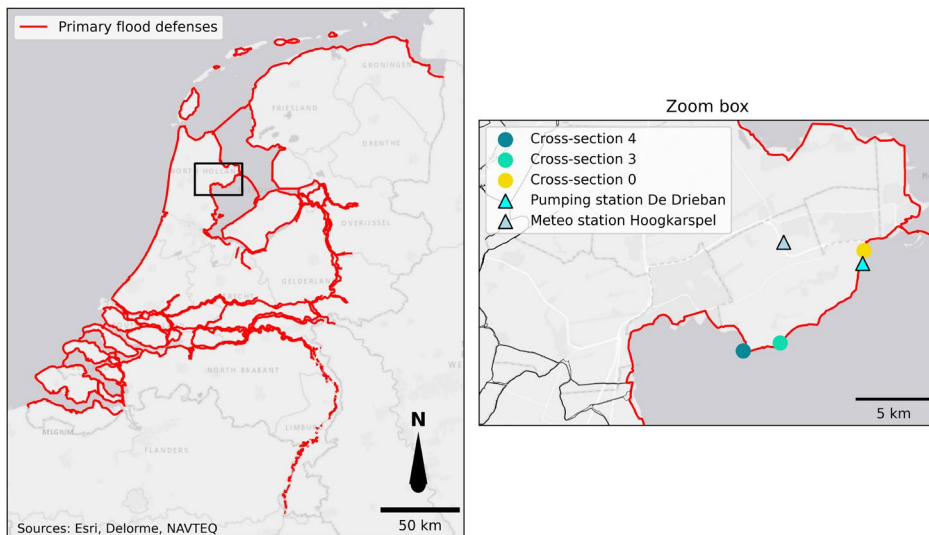 Primary flood defenses
GRONINGEN
FRIESLAND
DRENTHE
NORTH HOLLAND
OVERIJSSEL
GELDERLAND
NORTH BRABANT
LIMBURG
BELGIUM
FLANDERS
N
50 km
Sources: Esri, Delorme, NAVTEQ
Zoom box
Cross-section 4
Cross-section 3
Cross-section 0
Pumping station De Drieban
Meteo station Hoogkarspel
5 km